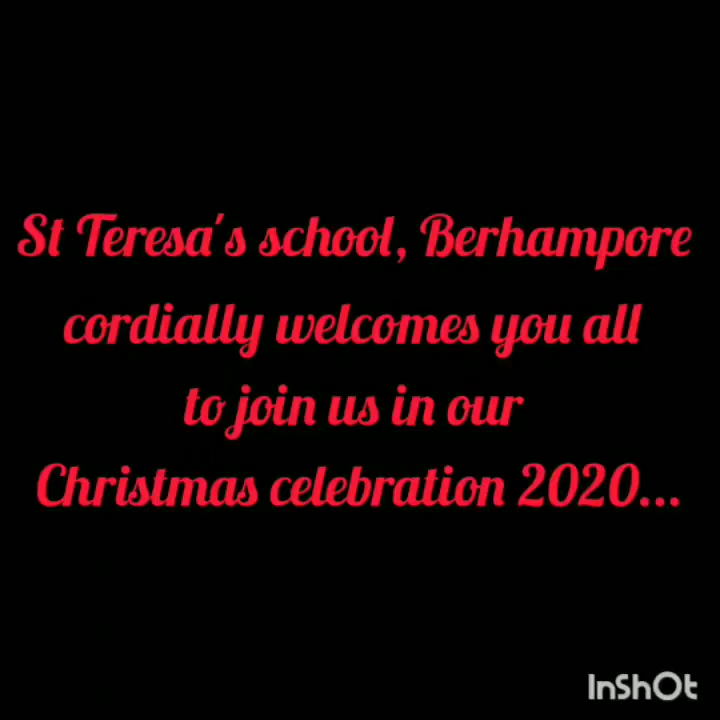 St Teresa's school, Berhampore
cordially welcomes you all
to join us in our
Christmas celebration 2020...
InShOt